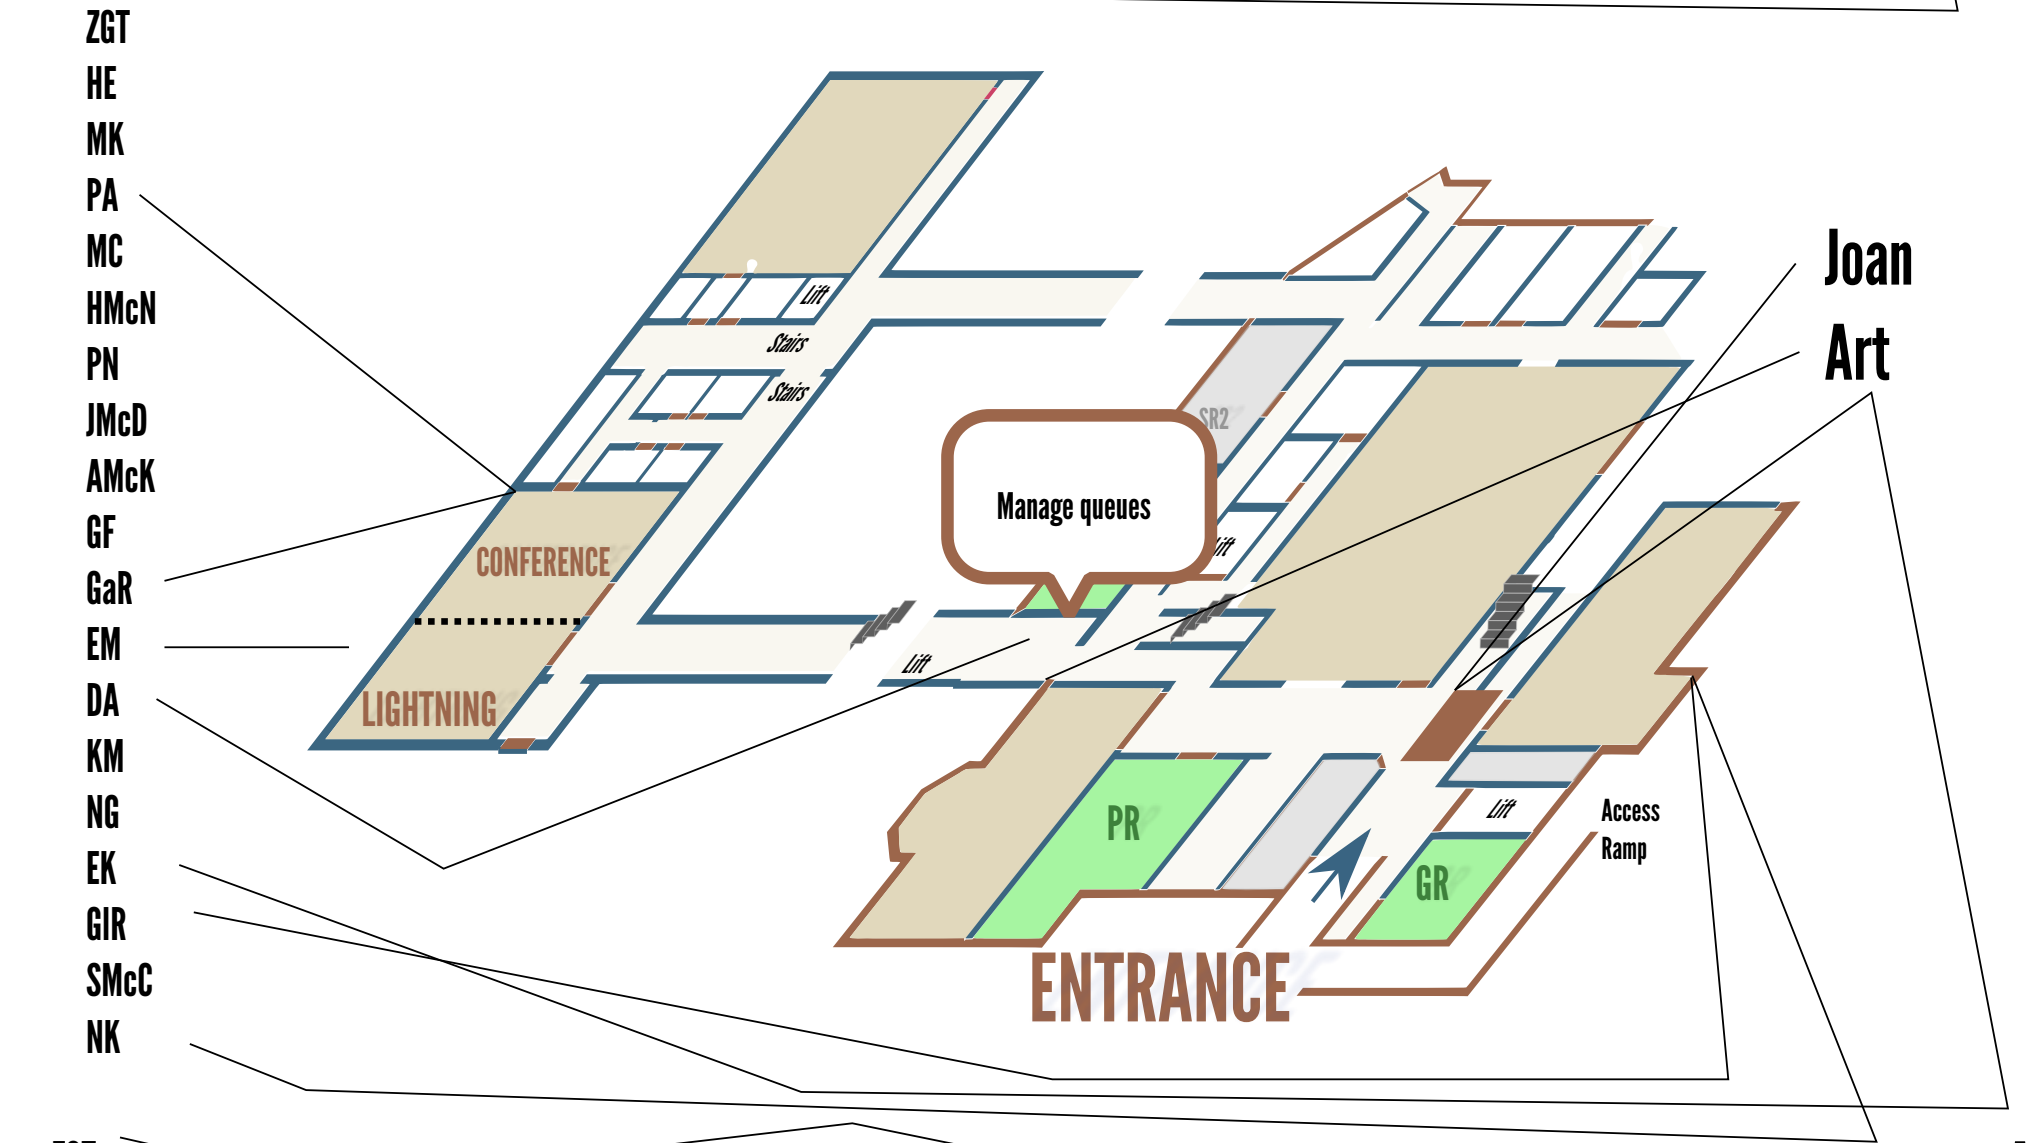 ZGT
HE
MK
PA
MC
HMcN
PN
JMcD
AMcK
GF
GaR
EM
DA
KM
NG
EK
GIR
SMcC
NK
Joan
Art
Lift
Stairs
Stairs
SR2
Manage queues
CONFERENCE
Lift
LIGHTNING
PR
Lift
Access
Ramp
GR
ENTRANCE